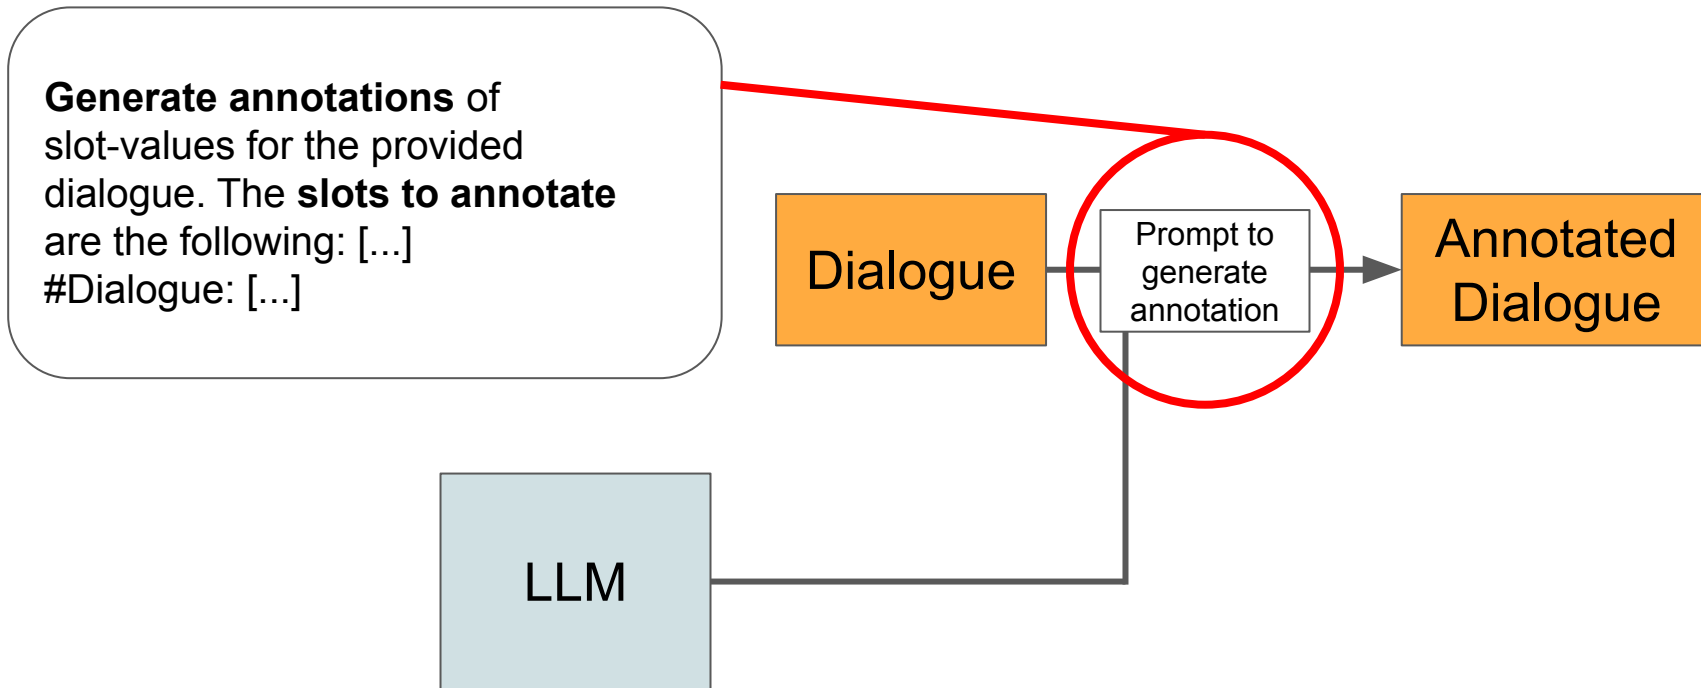 Generate annotations of
slot-values for the provided
dialogue. The slots to annotate
are the following: [...]
#Dialogue: [...]
Dialogue
Prompt to
generate
annotation
Annotated
Dialogue
LLM